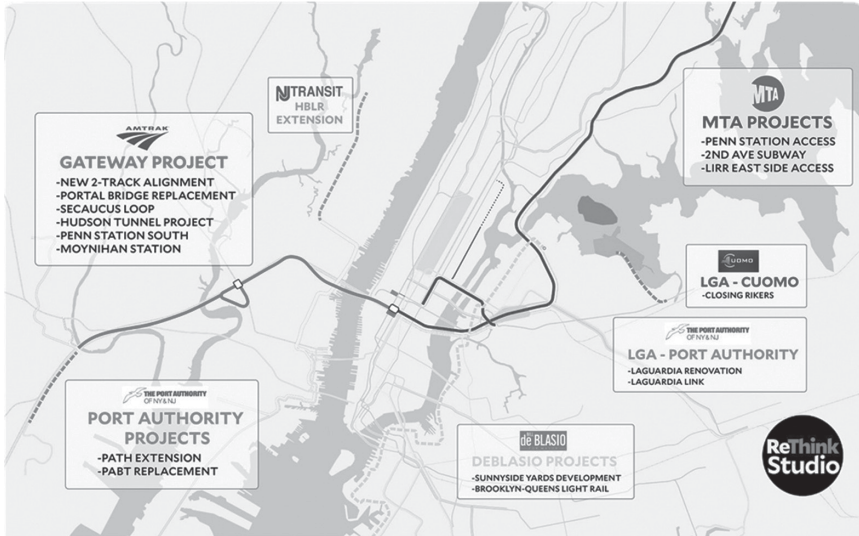 NJ TRANSIT
HBLR
EXTENSION
AMTRAK
GATEWAY PROJECT
-NEW 2-TRACK ALIGNMENT
-PORTAL BRIDGE REPLACEMENT
-SECAUCUS LOOP
-HUDSON TUNNEL PROJECT
-PENN STATION SOUTH
-MOYNIHAN STATION
MTA
MTA PROJECTS
-PENN STATION ACCESS
-2ND AVE SUBWAY
-LIRR EAST SIDE ACCESS
CUOMO
LGA - CUOMO
-CLOSING RIKERS
THE PORT AUTHORITY
OF NY & NJ
LGA - PORT AUTHORITY
-LAGUARDIA RENOVATION
-LAGUARDIA LINK
THE PORT AUTHORITY
OF NY & NJ
PORT AUTHORITY
PROJECTS
-PATH EXTENSION
-PABT REPLACEMENT
de BLASIO
DEBLASIO PROJECTS
-SUNNYSIDE YARDS DEVELOPMENT
-BROOKLYN-QUEENS LIGHT RAIL
ReThink
Studio